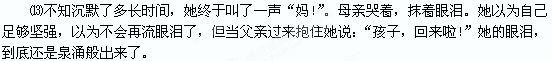 ⒀不知沉默了多长时间，她终于叫了一声“妈！”。母亲哭着，抹着眼泪。她以为自己
足够坚强，以为不会再流眼泪了，但当父亲过来抱住她说：“孩子，回来啦！”她的眼泪，
到底还是泉涌般出来了。